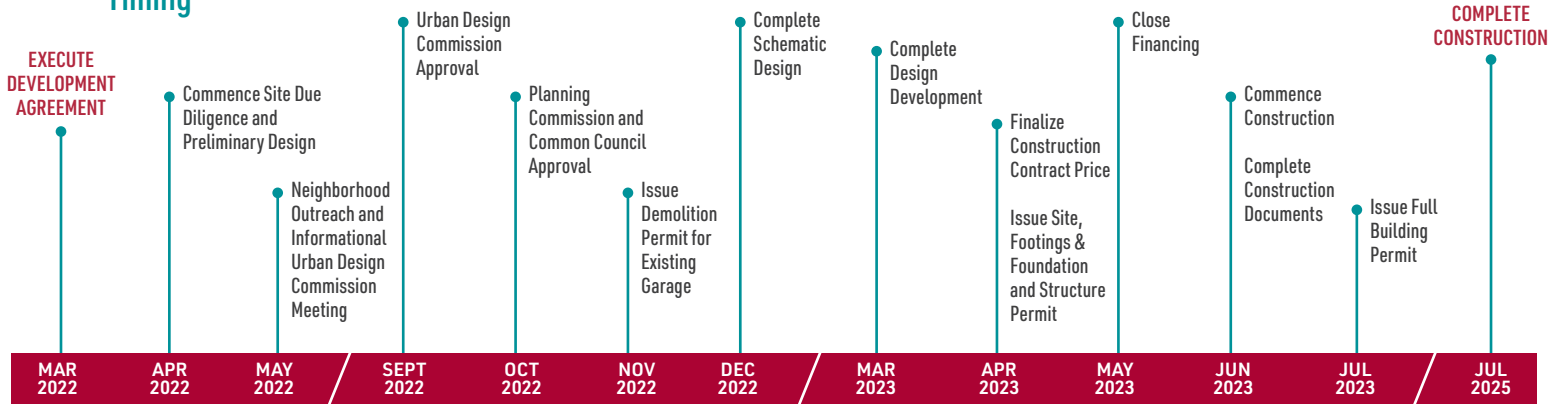 Timing
EXECUTE
DEVELOPMENT
AGREEMENT
Commence Site Due
Diligence and
Preliminary Design
Neighborhood
Outreach and
Informational
Urban Design
Commission
Meeting
Urban Design
Commission
Approval
Planning
Commission and
Common Council
Approval
Issue
Demolition
Permit for
Existing
Garage
Complete
Schematic
Design
Complete
Design
Development
Finalize
Construction
Contract Price
Issue Site,
Footings &
Foundation
and Structure
Permit
Close
Financing
Commence
Construction
Complete
Construction
Documents
Issue Full
Building
Permit
COMPLETE
CONSTRUCTION
MAR
2022
APR
2022
MAY
2022
SEPT
2022
OCT
2022
NOV
2022
DEC
2022
MAR
2023
APR
2023
MAY
2023
JUN
2023
JUL
2023
JUL
2025